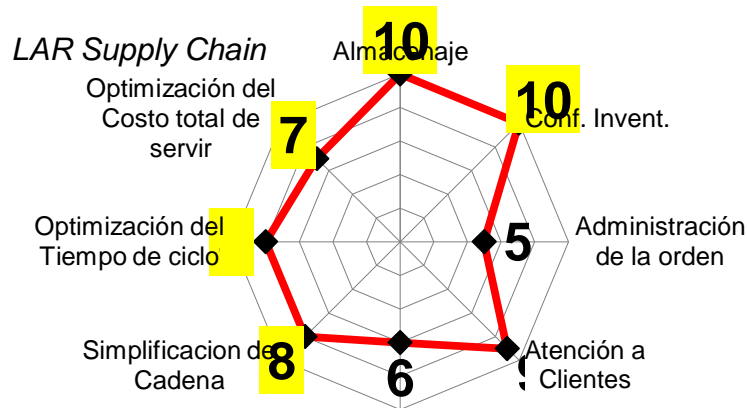 LAR Supply Chain
10
Almacenaje
Optimización del
Costo total de
servir
7
10
Conf. Invent.
Optimización del
Tiempo de ciclo
5
Administración
de la orden
Simplificacion de
Cadena
8
6
Atención a
Clientes